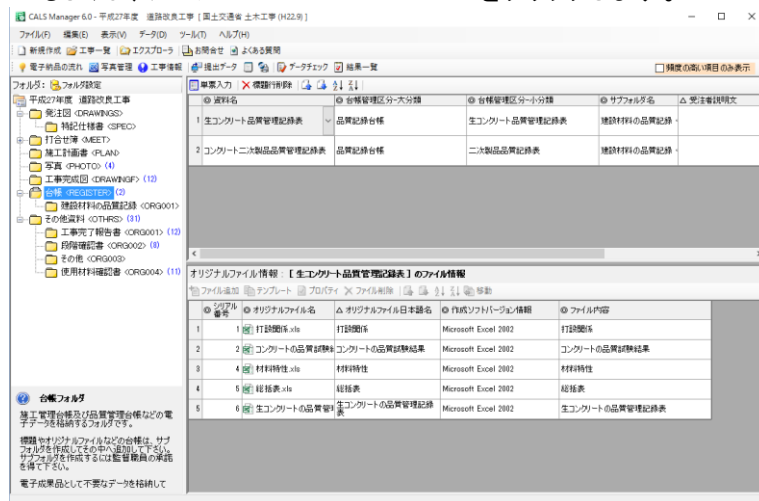 CALS Manager 6.0 - 平成27年度 道路改良工事 [ 国土交通省 土木工事 (H22.9) ]
ファイル(F) 編集(E) 表示(V) データ(D) ツール(T) ヘルプ(H)
新規作成 工事一覧 エクスプローラ お問合せ よくある質問
電子納品の流れ 写真管理 工事情報 提出データ データチェック 結果一覧 頻度の高い項目のみ表示
フォルダ: フォルダ設定
平成27年度 道路改良工事
発注図 <DRAWINGS>
特記仕様書 <SPEC>
打合せ簿 <MEET>
施工計画書 <PLAN>
写真 <PHOTO> (4)
工事完成図 <DRAWINGF> (12)
台帳 <REGISTER> (2)
建設材料の品質記録 <ORG001>
その他資料 <OTHRS> (31)
工事完了報告書 <ORG001> (12)
段階確認書 <ORG002> (8)
その他 <ORG003>
使用材料確認書 <ORG004> (11)
台帳フォルダ
施工管理台帳及び品質管理台帳などの電
子データを格納するフォルダです。
標題やオリジナルファイルなどの台帳は、サブ
フォルダを作成してその中へ追加して下さい。
サブフォルダを作成するには監督職員の承諾
を得て下さい。
電子成果品として不要なデータを格納して
単票入力 標題行削除
◎ 資料名 ◎ 台帳管理区分-大分類 ◎ 台帳管理区分-小分類 ◎ サブフォルダ名 △ 受注者説明文
1 生コンクリート品質管理記録表 品質記録台帳 生コンクリート品質管理記録表 建設材料の品質記録
2 コンクリート二次製品品質管理記録表 品質記録台帳 二次製品品質記録表 建設材料の品質記録
オリジナルファイル情報 : [ 生コンクリート品質管理記録表 ] のファイル情報
ファイル追加 テンプレート プロパティ ファイル削除 移動
◎ シリアル番号 ◎ オリジナルファイル名 △ オリジナルファイル日本語名 ◎ 作成ソフトバージョン情報 ◎ ファイル内容
1 1 打設関係.xls 打設関係 Microsoft Excel 2002 打設関係
2 2 コンクリートの品質試験 コンクリートの品質試験結果 Microsoft Excel 2002 コンクリートの品質試験結果
3 4 材料特性.xls 材料特性 Microsoft Excel 2002 材料特性
4 5 総括表.xls 総括表 Microsoft Excel 2002 総括表
5 6 生コンクリートの品質管 生コンクリートの品質管理記録表 Microsoft Excel 2002 生コンクリートの品質管理記録表